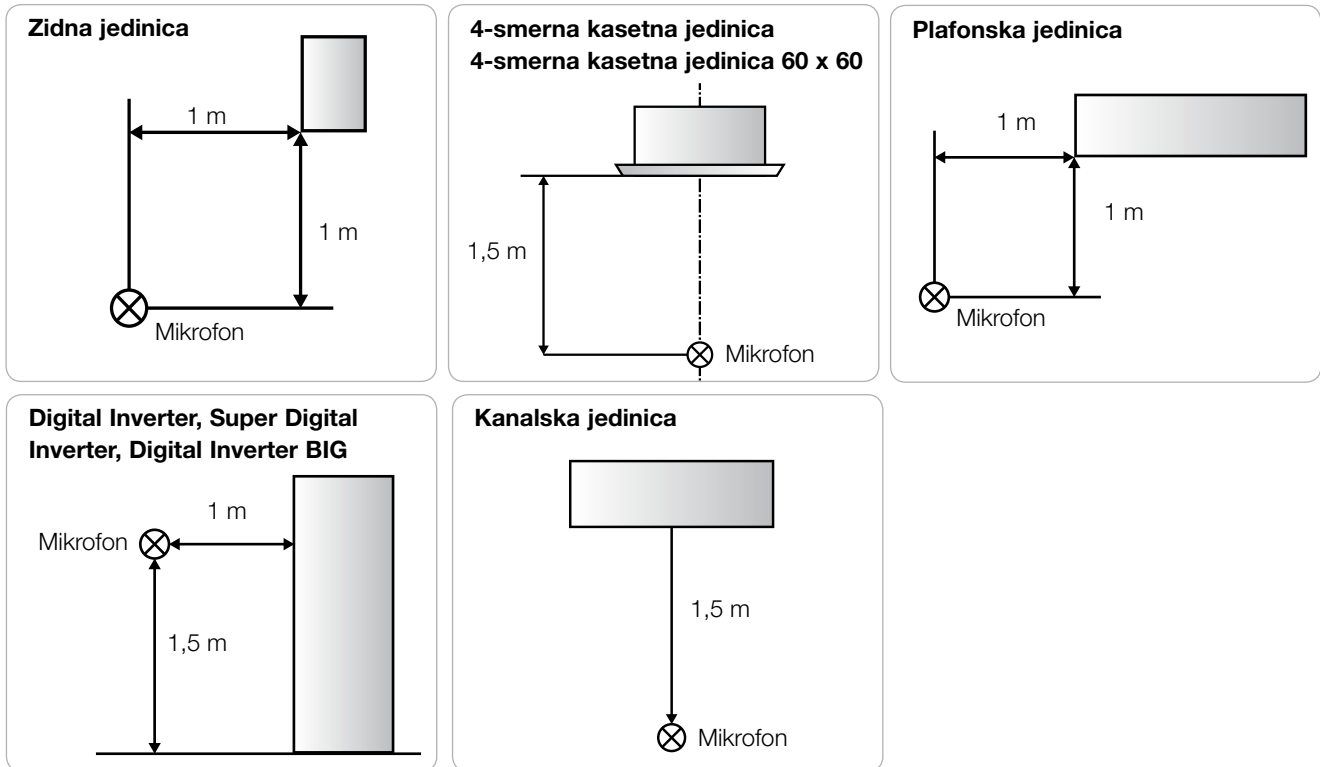 Zidna jedinica
1 m
1 m
Mikrofon
4-smerna kasetna jedinica
4-smerna kasetna jedinica 60 x 60
1,5 m
Mikrofon
Plafonska jedinica
1 m
1 m
Mikrofon
Digital Inverter, Super Digital
Inverter, Digital Inverter BIG
1 m
Mikrofon
1,5 m
Kanalska jedinica
1,5 m
Mikrofon